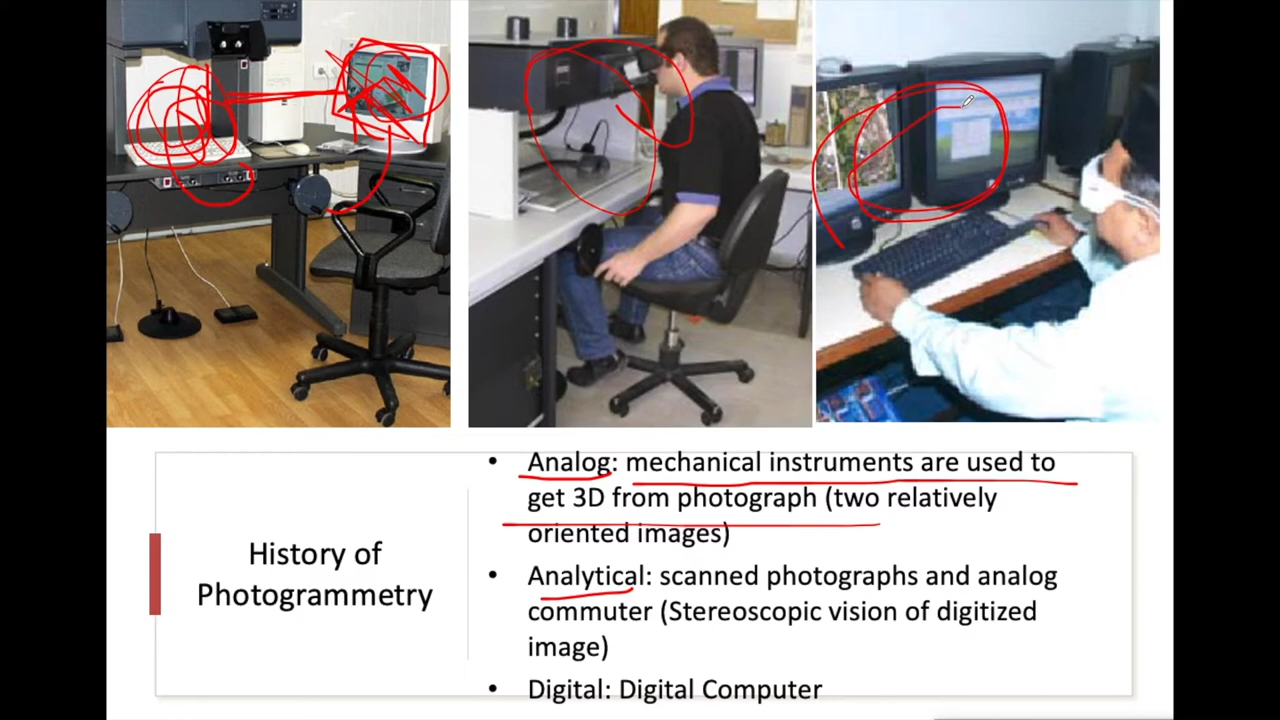 History of
Photogrammetry
• Analog: mechanical instruments are used to
get 3D from photograph (two relatively
oriented images)
• Analytical: scanned photographs and analog
commuter (Stereoscopic vision of digitized
image)
• Digital: Digital Computer